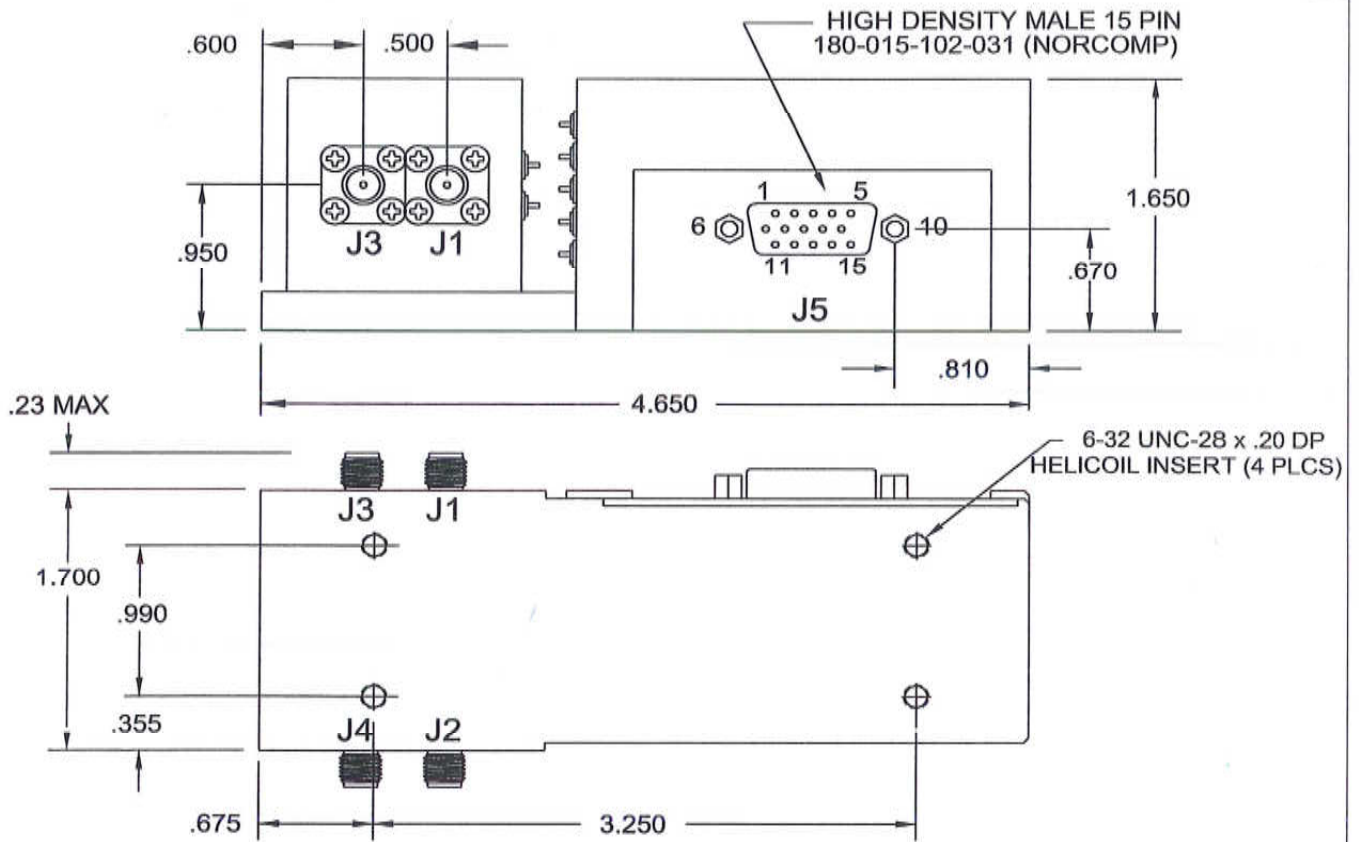 HIGH DENSITY MALE 15 PIN
180-015-102-031 (NORCOMP)
.600
.500
1
5
6
10
11
15
J3
J1
J5
.950
1.650
.670
.810
4.650
.23 MAX
6-32 UNC-28 x .20 DP
HELICOIL INSERT (4 PLCS)
J3
J1
1.700
.990
.355
J4
J2
.675
3.250